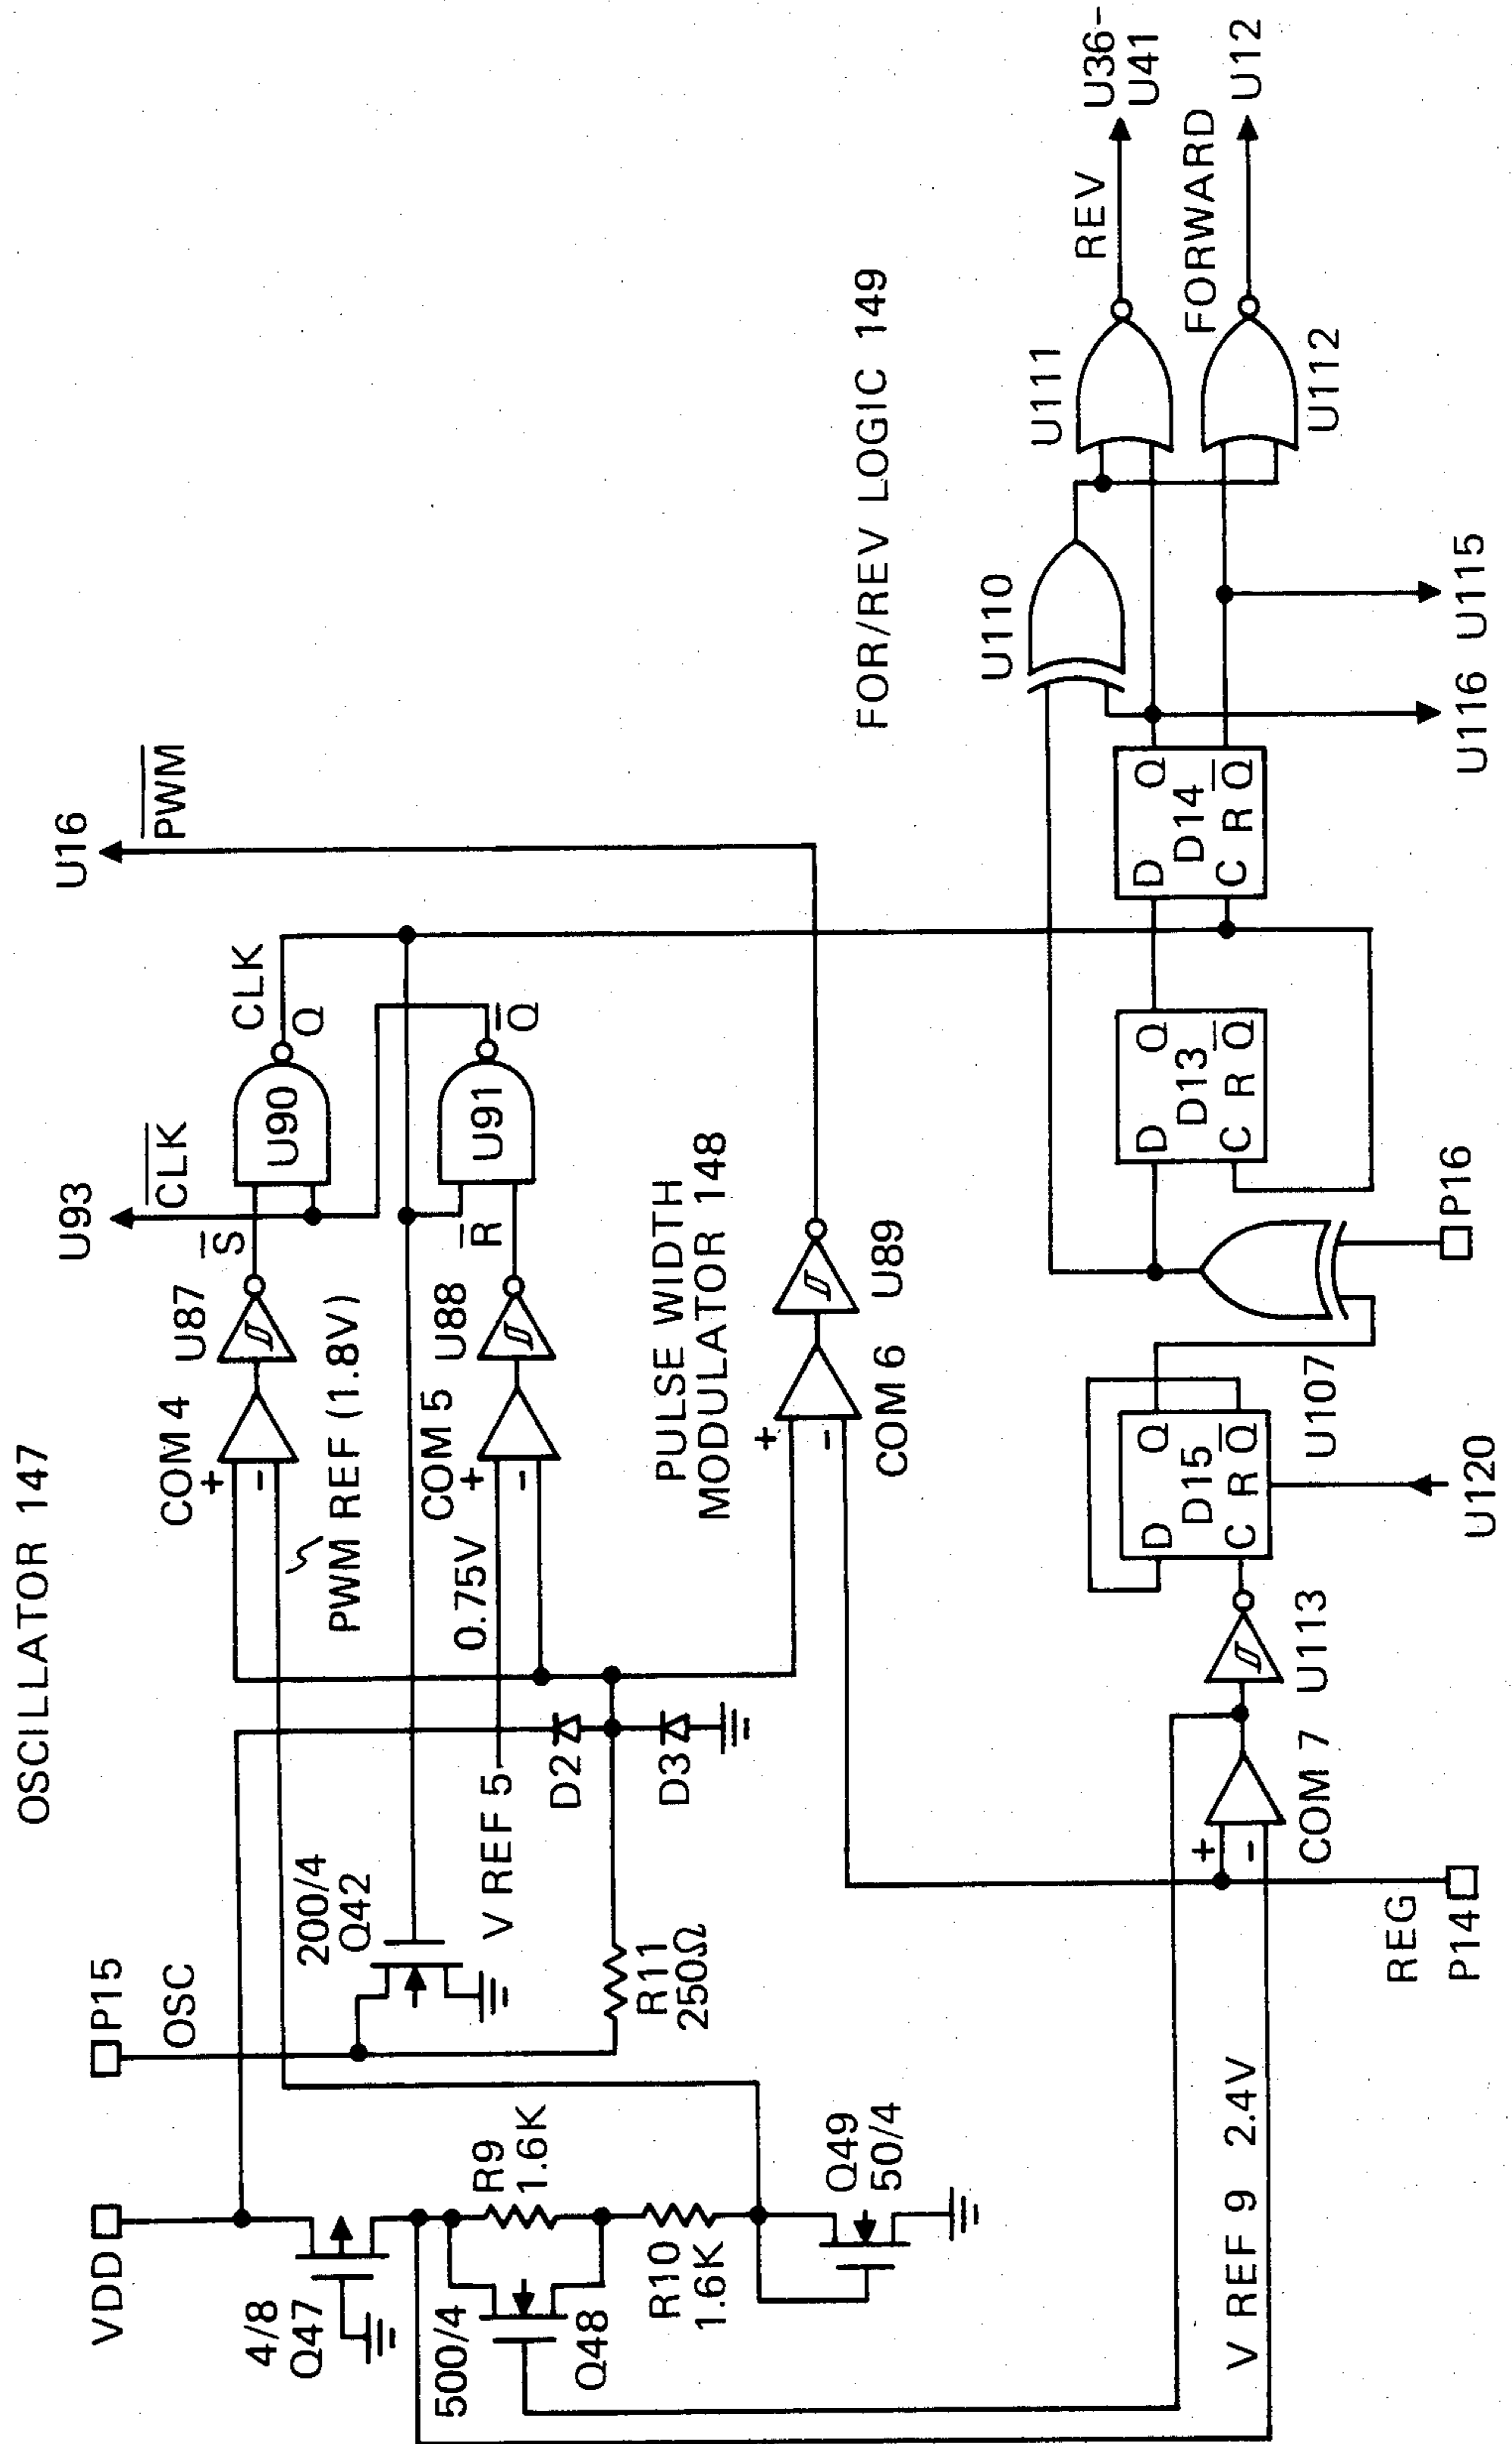 OSCILLATOR 147
VDD
P15
OSC
4/8
Q47
500/4
Q48
R9
1.6K
R10
1.6K
Q49
50/4
200/4
Q42
V REF 5
0.75V
D2
D3
R11
250Ω
COM 4
+
-
PWM REF (1.8V)
U87
S
COM 5
+
-
U88
R
U93
CLK
U90
Q
CLK
U91
Q
U16
PWM
PULSE WIDTH
MODULATOR 148
+
-
COM 6
U89
FOR/REV LOGIC 149
V REF 9 2.4V
REG
P14
+
-
COM 7
U113
D
Q
D15
C R Q
U120
U107
P16
D
Q
D13
C R Q
D
Q
D14
C R Q
U110
U116
U115
U111
REV
U36-
U41
U112
FORWARD
U12